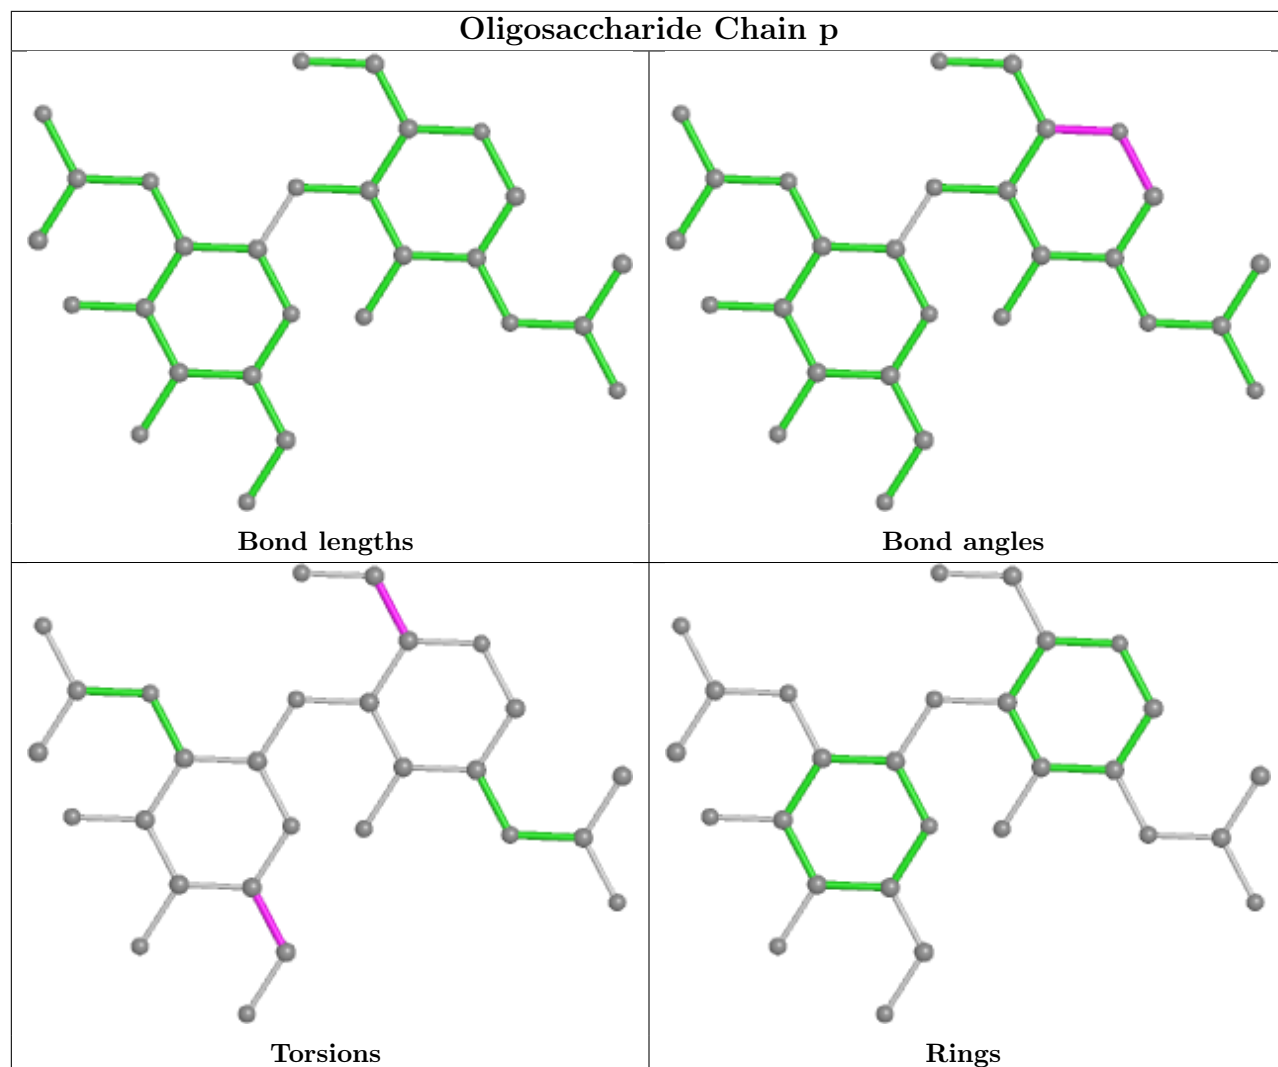 Oligosaccharide Chain p
Bond lengths
Bond angles
Torsions
Rings